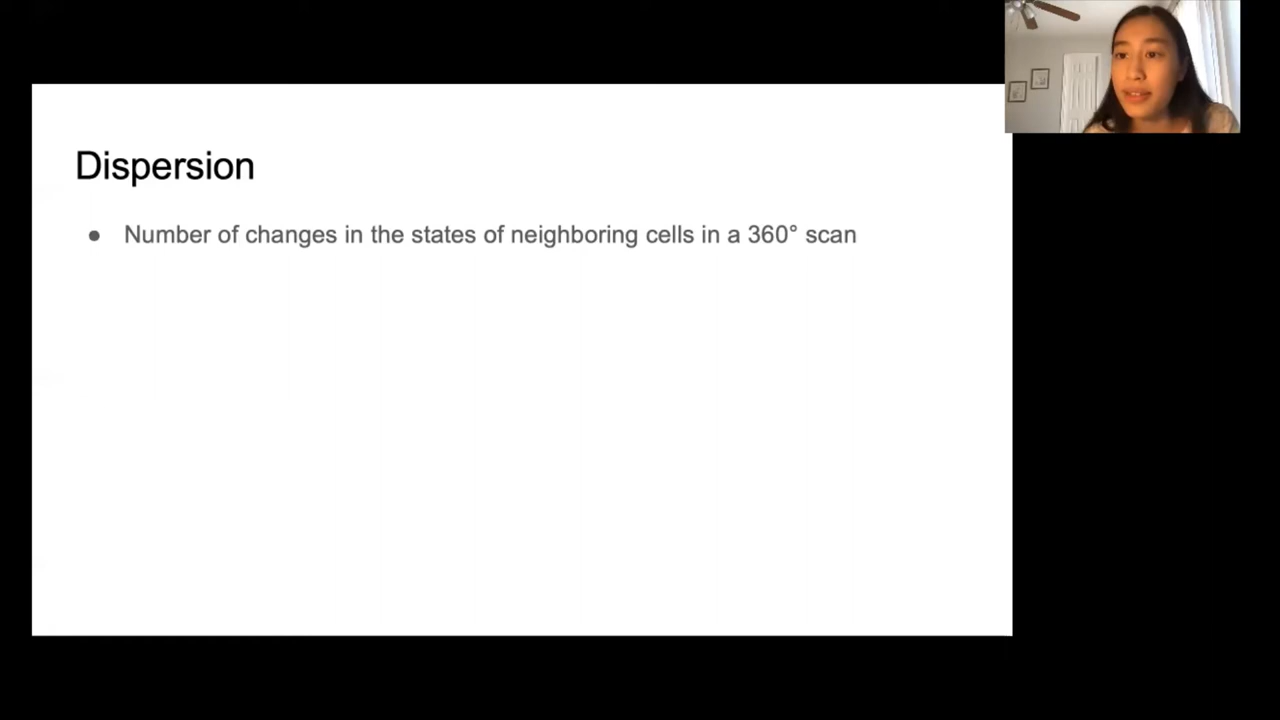 Dispersion
● Number of changes in the states of neighboring cells in a 360° scan